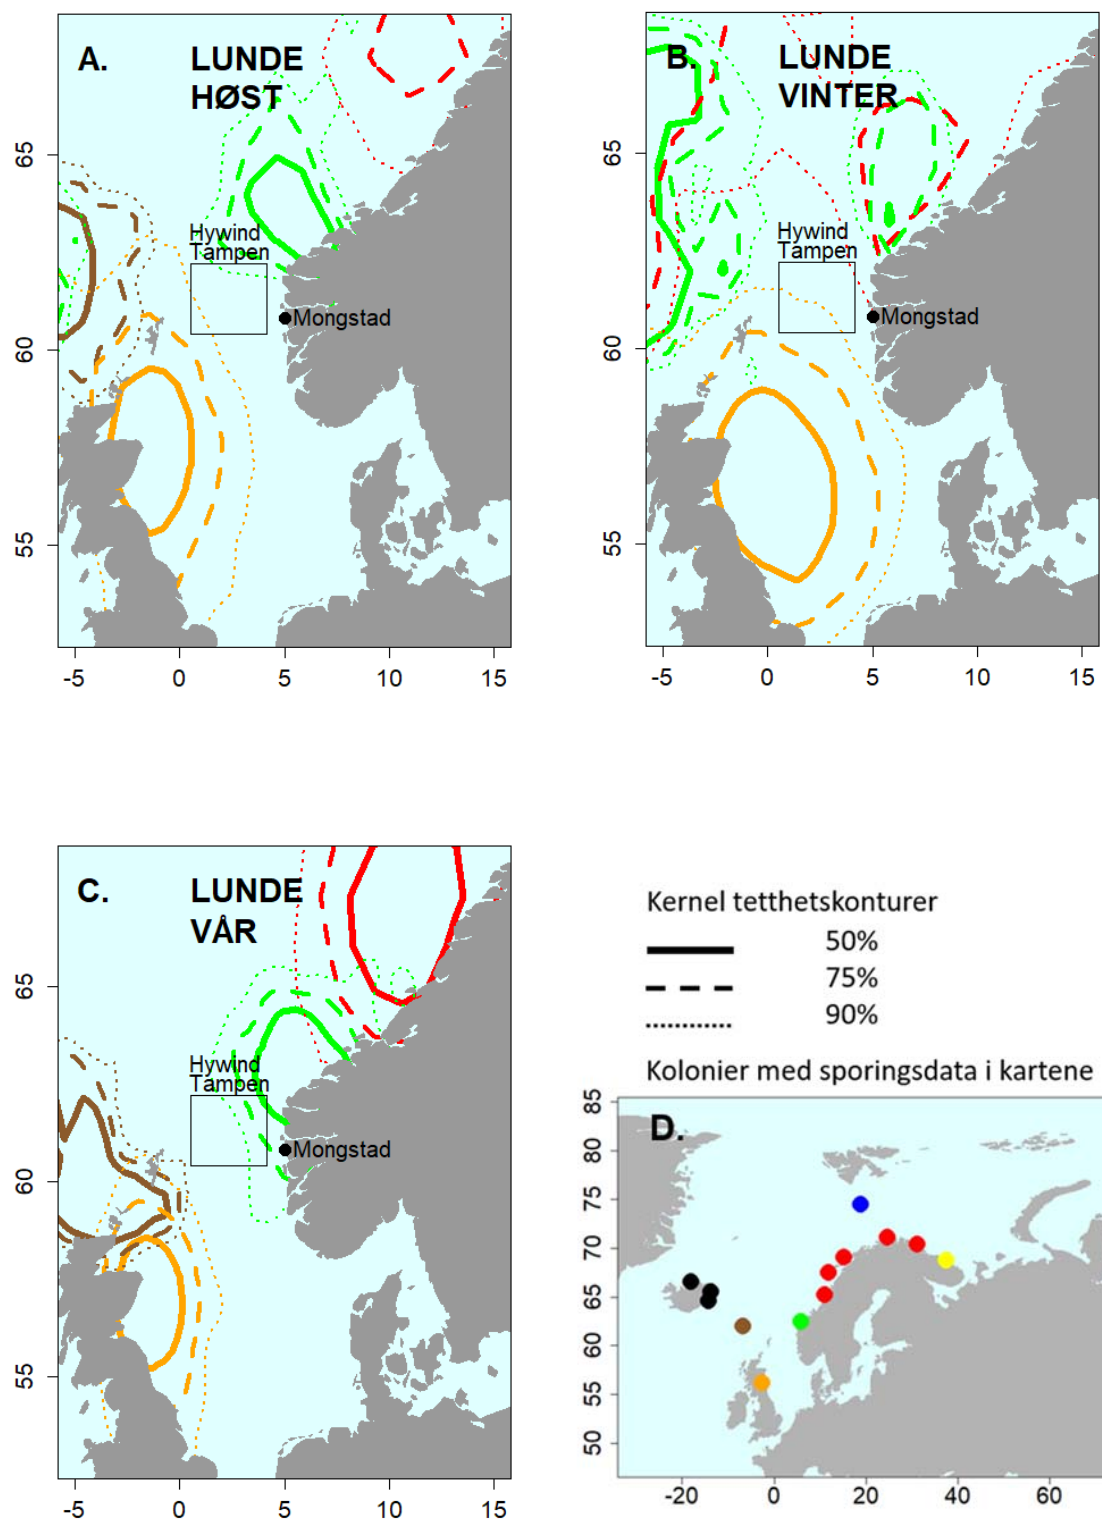 A.
LUNDE
HØST
65
60
55
Hywind
Tampen
Mongstad
-5 0 5 10 15
B.
LUNDE
VINTER
65
60
55
Hywind
Tampen
Mongstad
-5 0 5 10 15
C.
LUNDE
VÅR
65
60
55
Hywind
Tampen
Mongstad
-5 0 5 10 15
Kernel tetthetskonturer
50%
75%
90%
Kolonier med sporingsdata i kartene
D.
85
80
75
70
65
60
55
50
-20 0 20 40 60